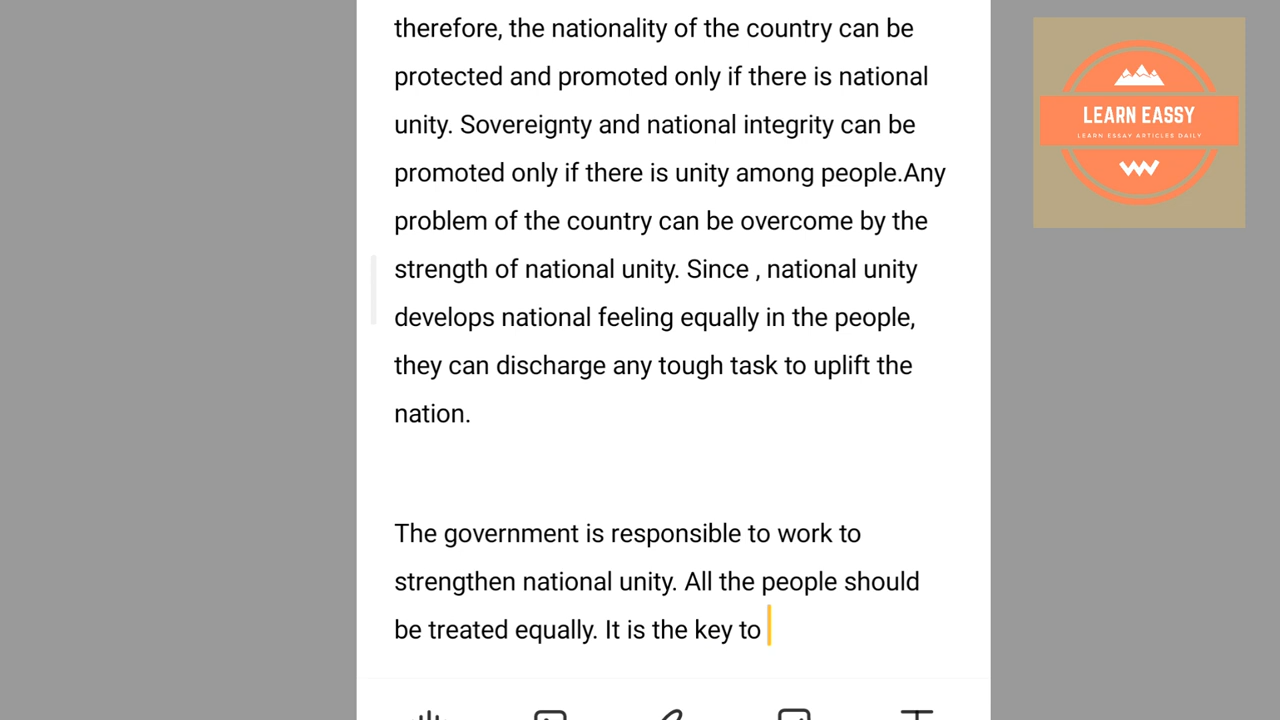 therefore, the nationality of the country can be
protected and promoted only if there is national
unity. Sovereignty and national integrity can be
promoted only if there is unity among people.Any
problem of the country can be overcome by the
strength of national unity. Since , national unity
develops national feeling equally in the people,
they can discharge any tough task to uplift the
nation.
The government is responsible to work to
strengthen national unity. All the people should
be treated equally. It is the key to
LEARN EASSY
LEARN ESSAY ARTICLES DAILY